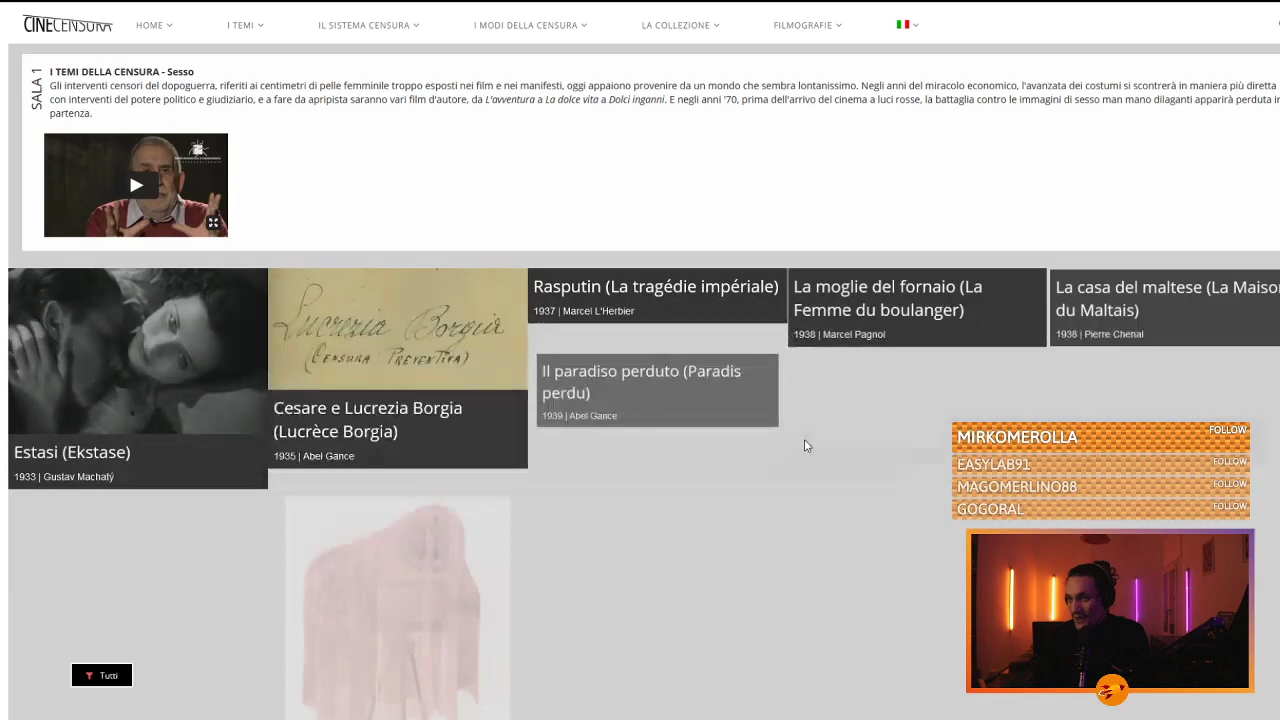 CINECENSURA
HOME
I TEMI
IL SISTEMA CENSURA
I MODI DELLA CENSURA
LA COLLEZIONE
FILMOGRAFIE
SALA 1
I TEMI DELLA CENSURA - Sesso
Gli interventi censori del dopoguerra, riferiti ai centimetri di pelle femminile troppo esposti nei film e nei manifesti, oggi appaiono provenire da un mondo che sembra lontanissimo. Negli anni del miracolo economico, l'avanzata dei costumi si scontrerà in maniera più diretta
con interventi del potere politico e giudiziario, e a fare da apripista saranno vari film d'autore, da L'avventura a La dolce vita a Dolci inganni. E negli anni '70, prima dell'arrivo del cinema a luci rosse, la battaglia contro le immagini di sesso man mano dilaganti apparirà perduta in
partenza.
Lucrezia Borgia
(CENSURA PREVENTIVA)
Estasi (Ekstase)
1933 | Gustav Machatý
Cesare e Lucrezia Borgia
(Lucrèce Borgia)
1935 | Abel Gance
Rasputin (La tragédie impériale)
1937 | Marcel L'Herbier
La moglie del fornaio (La
Femme du boulanger)
1938 | Marcel Pagnol
La casa del maltese (La Maison
du Maltais)
1938 | Pierre Chenal
Il paradiso perduto (Paradis
perdu)
1939 | Abel Gance
MIRKOMEROLLA FOLLOW
EASYLAB91 FOLLOW
MAGOMERLINO88 FOLLOW
GOGORAL FOLLOW
Tutti